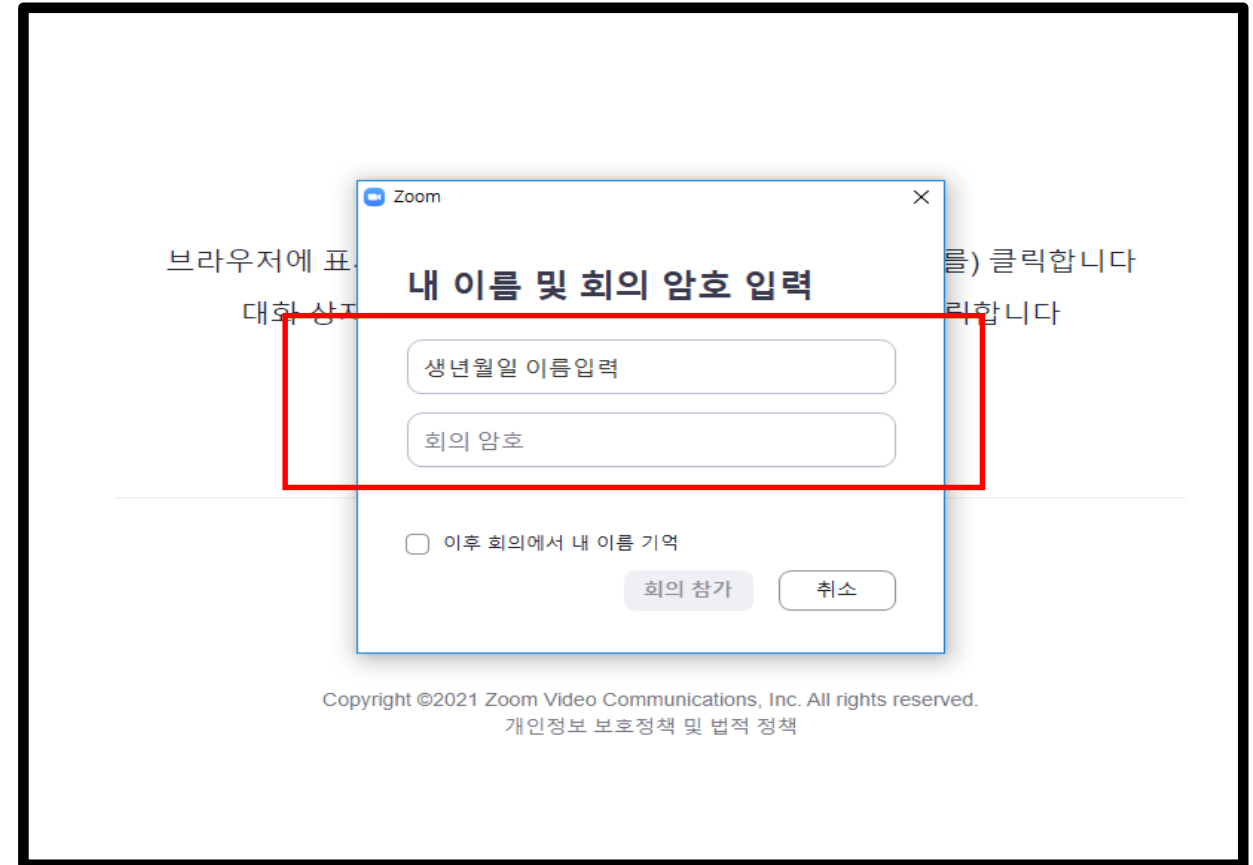 Zoom
브라우저에 표
를) 클릭합니다
내 이름 및 회의 암호 입력
대화 상자
릭합니다
생년월일 이름입력
회의 암호
이후 회의에서 내 이름 기억
회의 참가
취소
Copyright ©2021 Zoom Video Communications, Inc. All rights reserved.
개인정보 보호정책 및 법적 정책